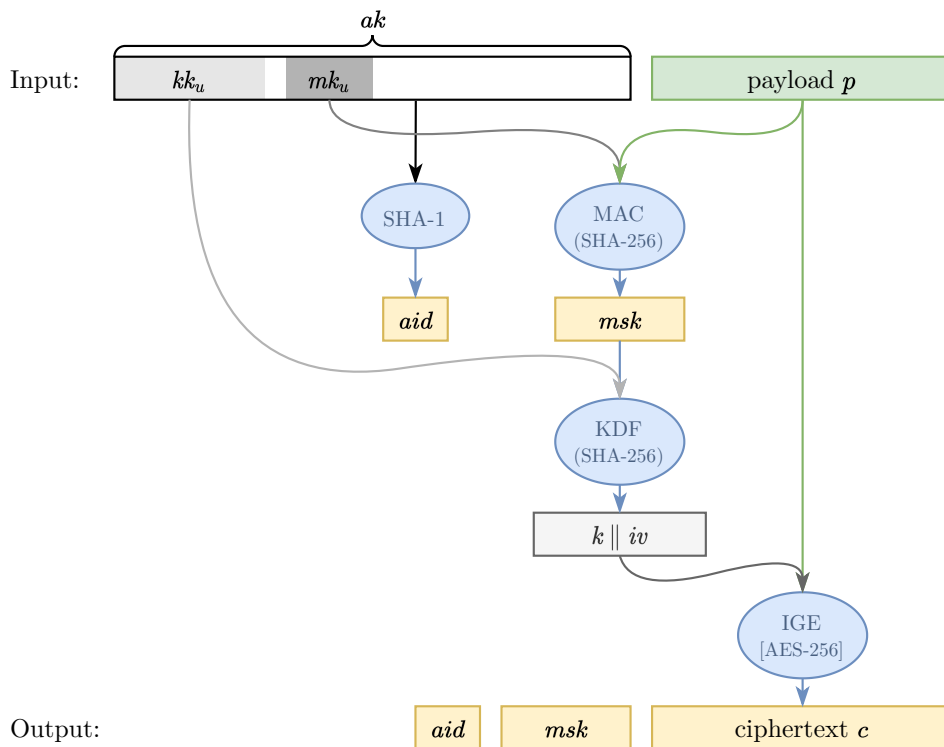 ak
Input: kk_u mk_u payload p
SHA-1
MAC
(SHA-256)
aid msk
KDF
(SHA-256)
k ∥ iv
IGE
[AES-256]
Output: aid msk ciphertext c